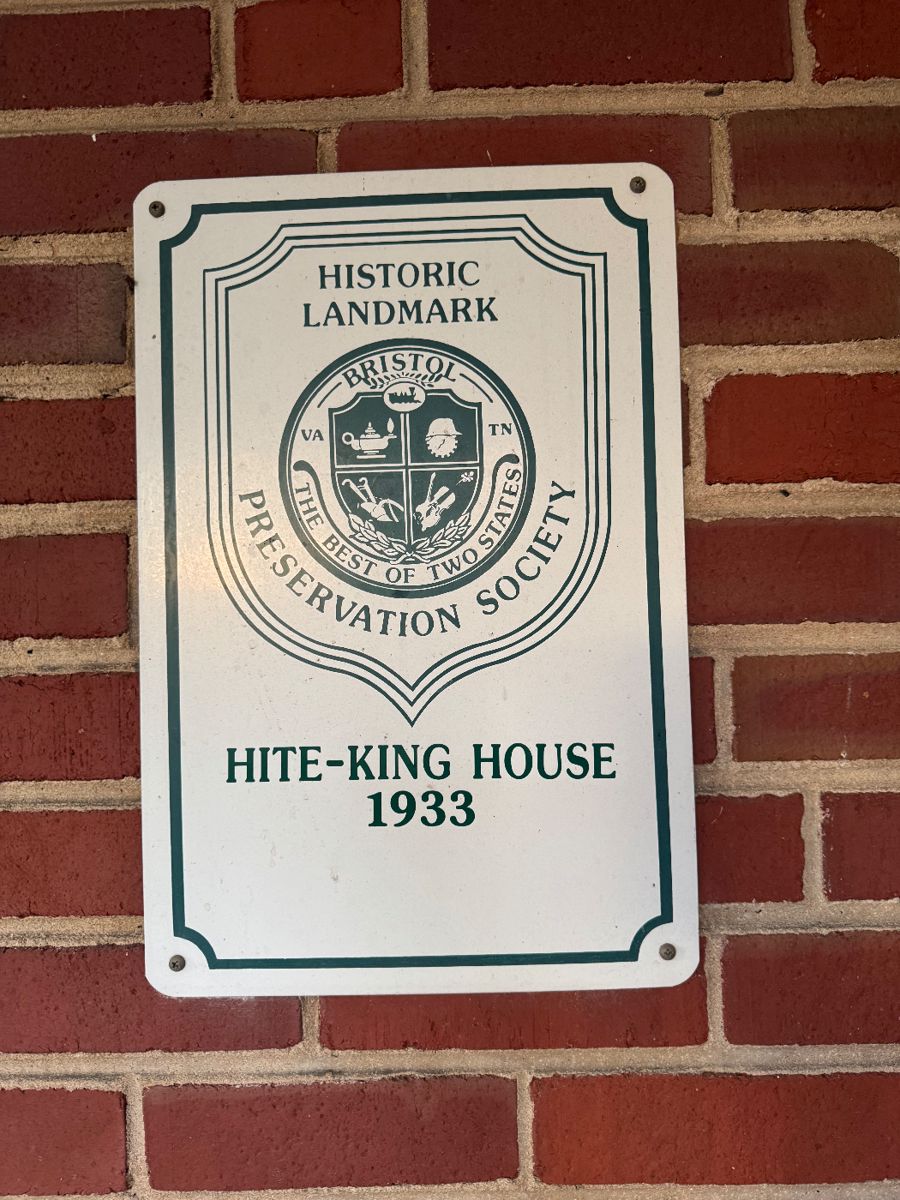 HISTORIC
LANDMARK
BRISTOL
VA TN
THE BEST OF TWO STATES
PRESERVATION SOCIETY
HITE-KING HOUSE
1933